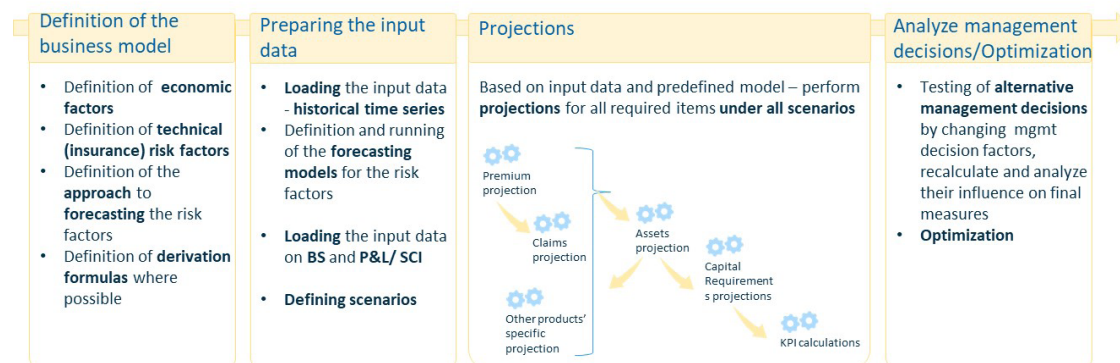 Definition of the
business model
• Definition of economic
factors
• Definition of technical
(insurance) risk factors
• Definition of the
approach to
forecasting the risk
factors
• Definition of derivation
formulas where
possible
Preparing the input
data
• Loading the input data
- historical time series
• Definition and running
of the forecasting
models for the risk
factors
• Loading the input data
on BS and P&L/ SCI
• Defining scenarios
Projections
Based on input data and predefined model – perform
projections for all required items under all scenarios
Premium
projection
Claims
projection
Other products’
specific
projection
Assets
projection
Capital
Requirement
s projections
KPI calculations
Analyze management
decisions/Optimization
• Testing of alternative
management decisions
by changing mgmt
decision factors,
recalculate and analyze
their influence on final
measures
• Optimization